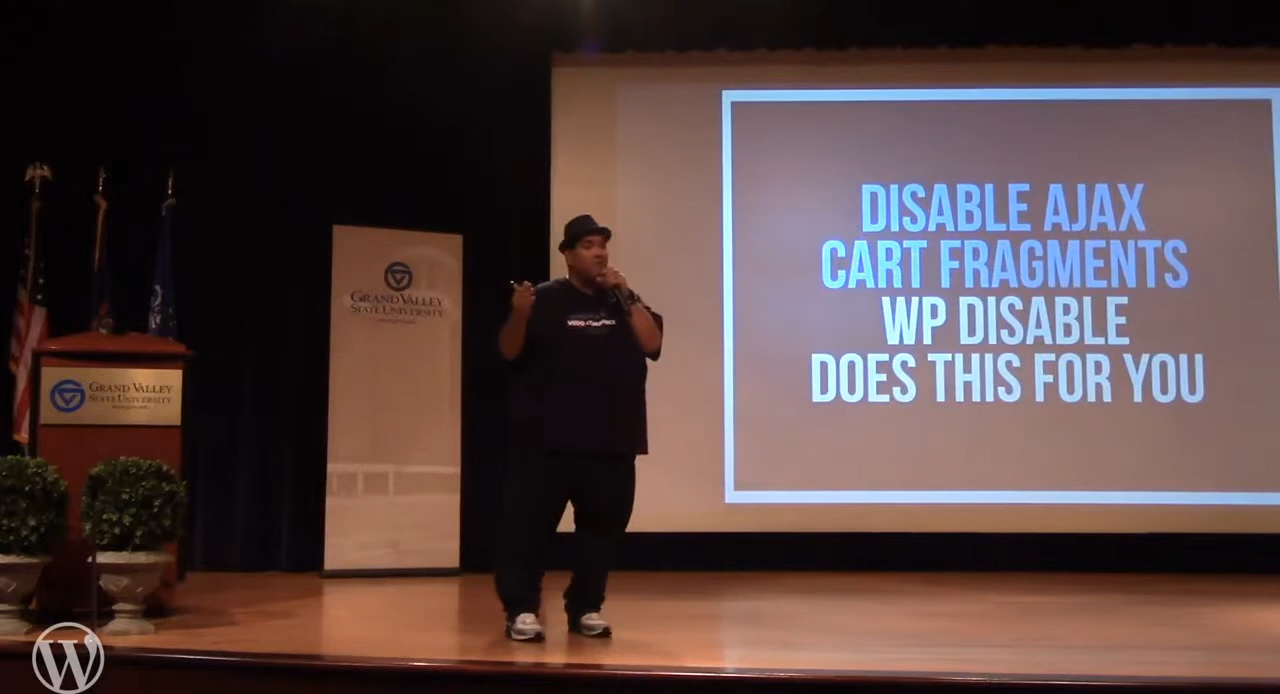 DISABLE AJAX
CART FRAGMENTS
WP DISABLE
DOES THIS FOR YOU
GRAND VALLEY
STATE UNIVERSITY
GRAND VALLEY
STATE UNIVERSITY
W